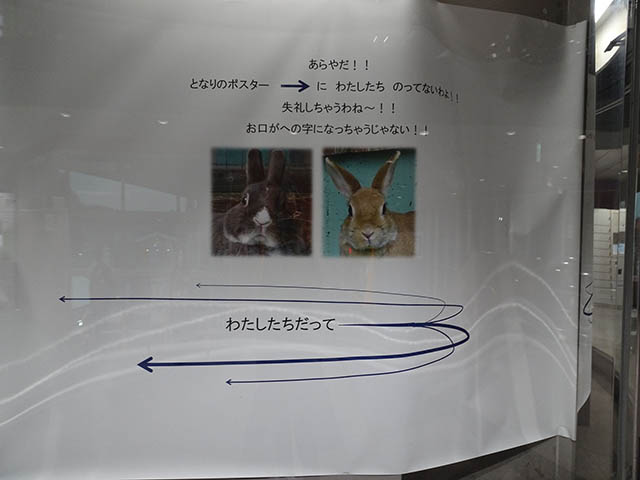 あらやだ！！
となりのポスター → に わたしたち のってないわよ！！
失礼しちゃうわね～！！
お口がへの字になっちゃうじゃない！！
わたしたちだって